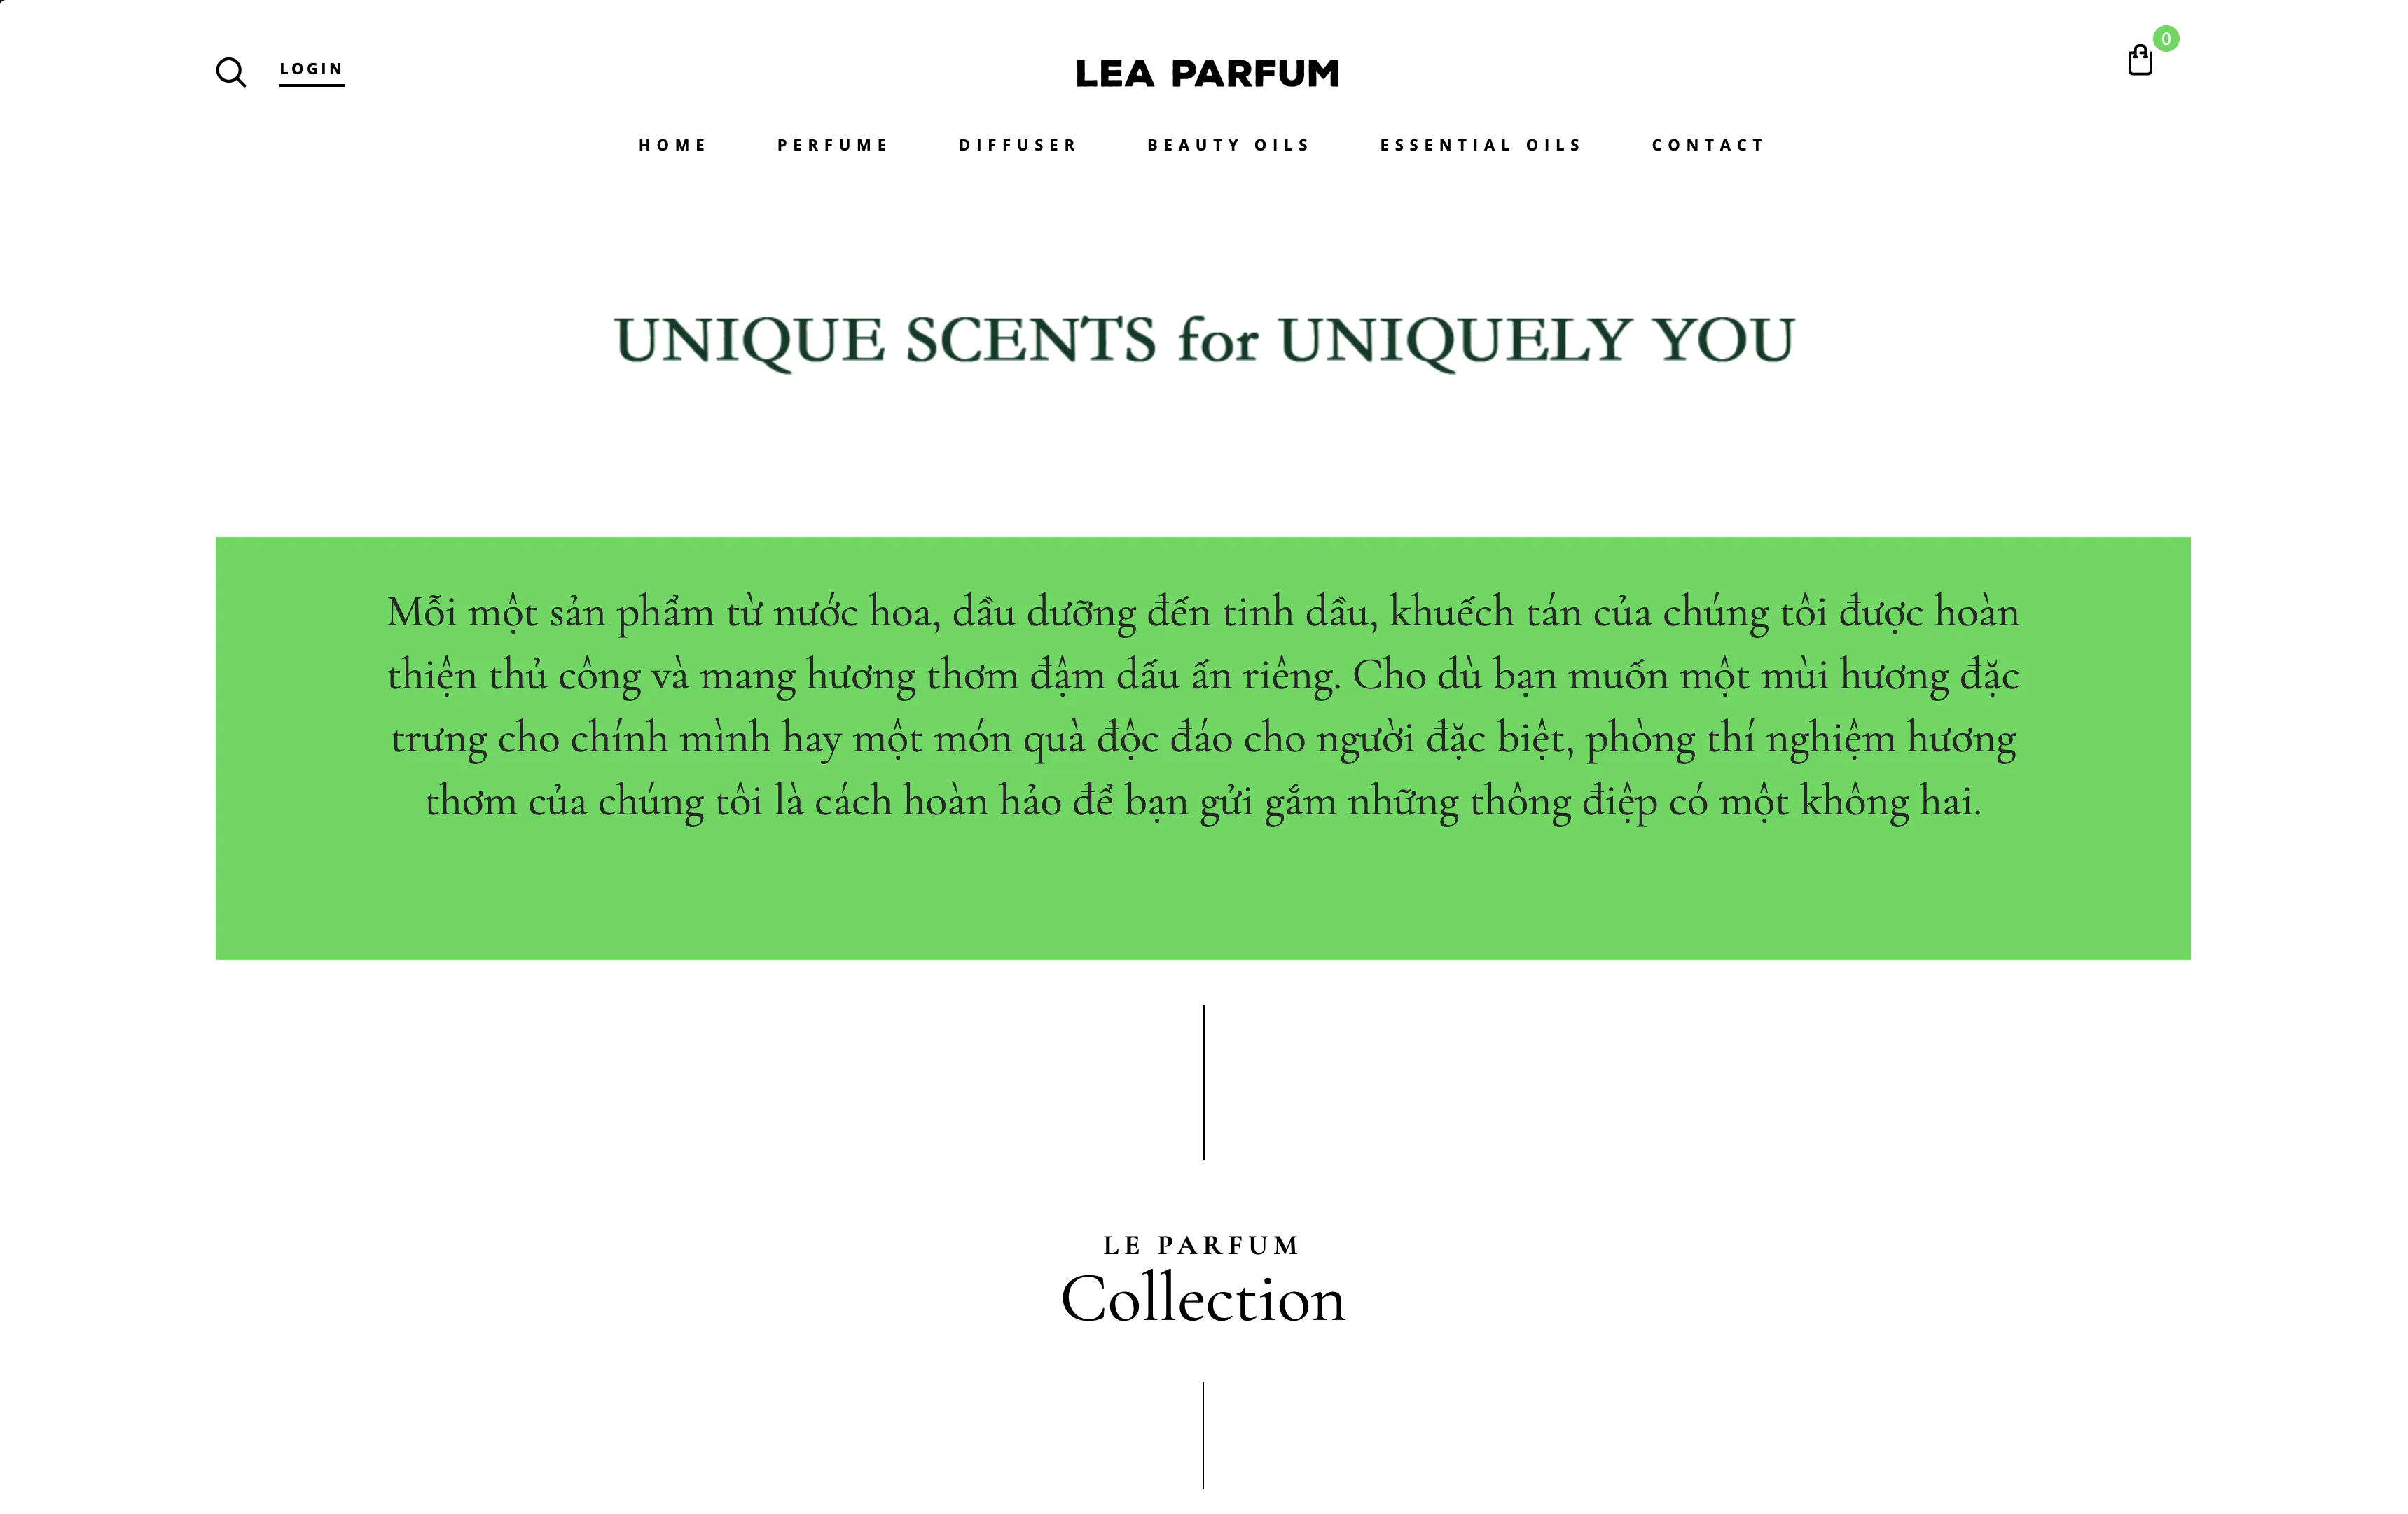 LOGIN
LEA PARFUM
0
HOME PERFUME DIFFUSER BEAUTY OILS ESSENTIAL OILS CONTACT
UNIQUE SCENTS for UNIQUELY YOU
Mỗi một sản phẩm từ nước hoa, dầu dưỡng đến tinh dầu, khuếch tán của chúng tôi được hoàn
thiện thủ công và mang hương thơm đậm dấu ấn riêng. Cho dù bạn muốn một mùi hương đặc
trưng cho chính mình hay một món quà độc đáo cho người đặc biệt, phòng thí nghiệm hương
thơm của chúng tôi là cách hoàn hảo để bạn gửi gắm những thông điệp có một không hai.
LE PARFUM
Collection